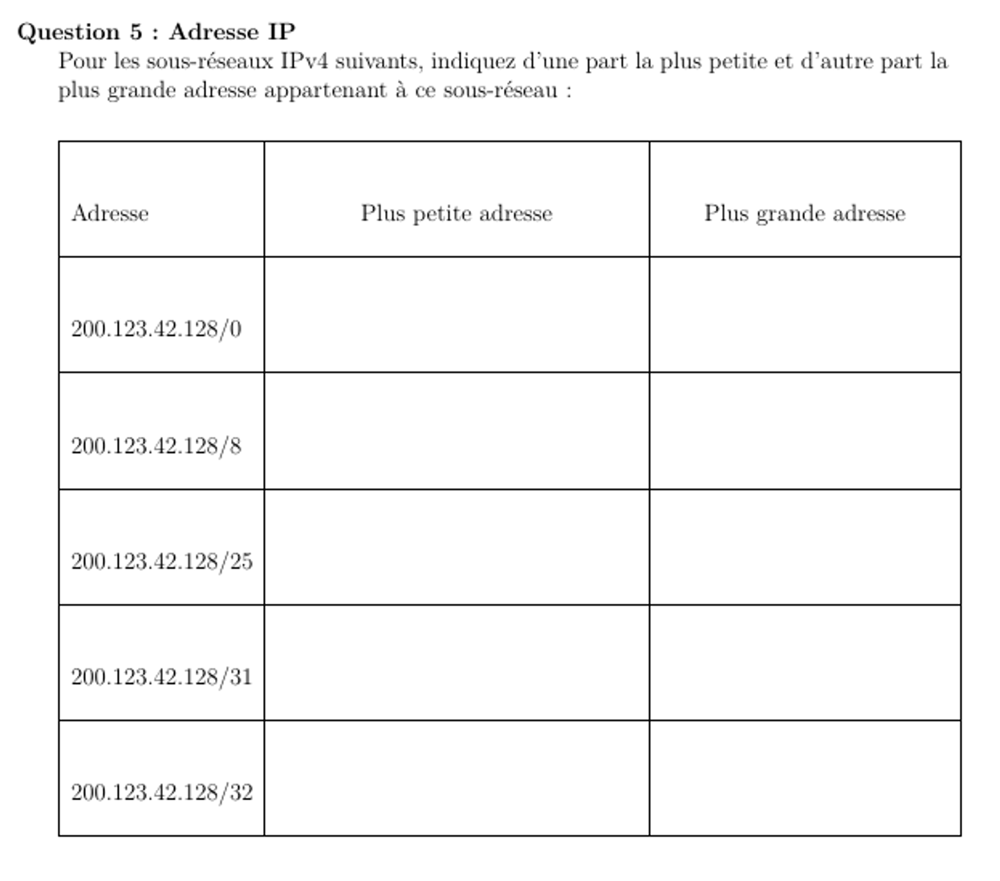 Question 5 : Adresse IP
Pour les sous-réseaux IPv4 suivants, indiquez d'une part la plus petite et d'autre part la
plus grande adresse appartenant à ce sous-réseau :
Adresse Plus petite adresse Plus grande adresse
200.123.42.128/0
200.123.42.128/8
200.123.42.128/25
200.123.42.128/31
200.123.42.128/32